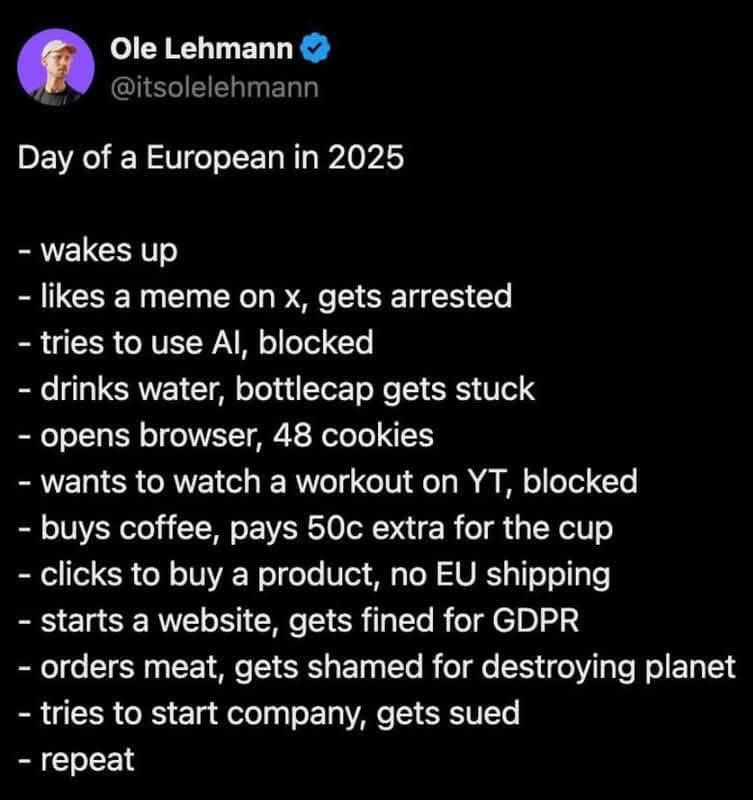 Ole Lehmann
@itsolelehmann
Day of a European in 2025
- wakes up
- likes a meme on x, gets arrested
- tries to use AI, blocked
- drinks water, bottlecap gets stuck
- opens browser, 48 cookies
- wants to watch a workout on YT, blocked
- buys coffee, pays 50c extra for the cup
- clicks to buy a product, no EU shipping
- starts a website, gets fined for GDPR
- orders meat, gets shamed for destroying planet
- tries to start company, gets sued
- repeat